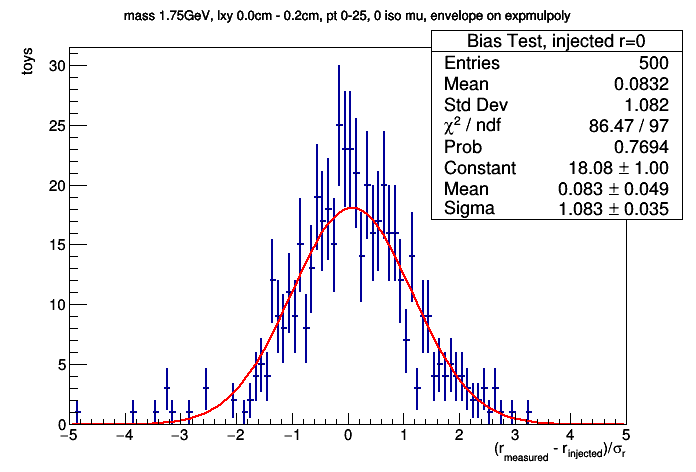 mass 1.75GeV, lxy 0.0cm - 0.2cm, pt 0-25, 0 iso mu, envelope on expmulpoly
toys
Bias Test, injected r=0
Entries 500
Mean 0.0832
Std Dev 1.082
χ² / ndf 86.47 / 97
Prob 0.7694
Constant 18.08 ± 1.00
Mean 0.083 ± 0.049
Sigma 1.083 ± 0.035
30
25
20
15
10
5
0
−5 −4 −3 −2 −1 0 1 2 3 4 5
(r_measured - r_injected)/σ_r